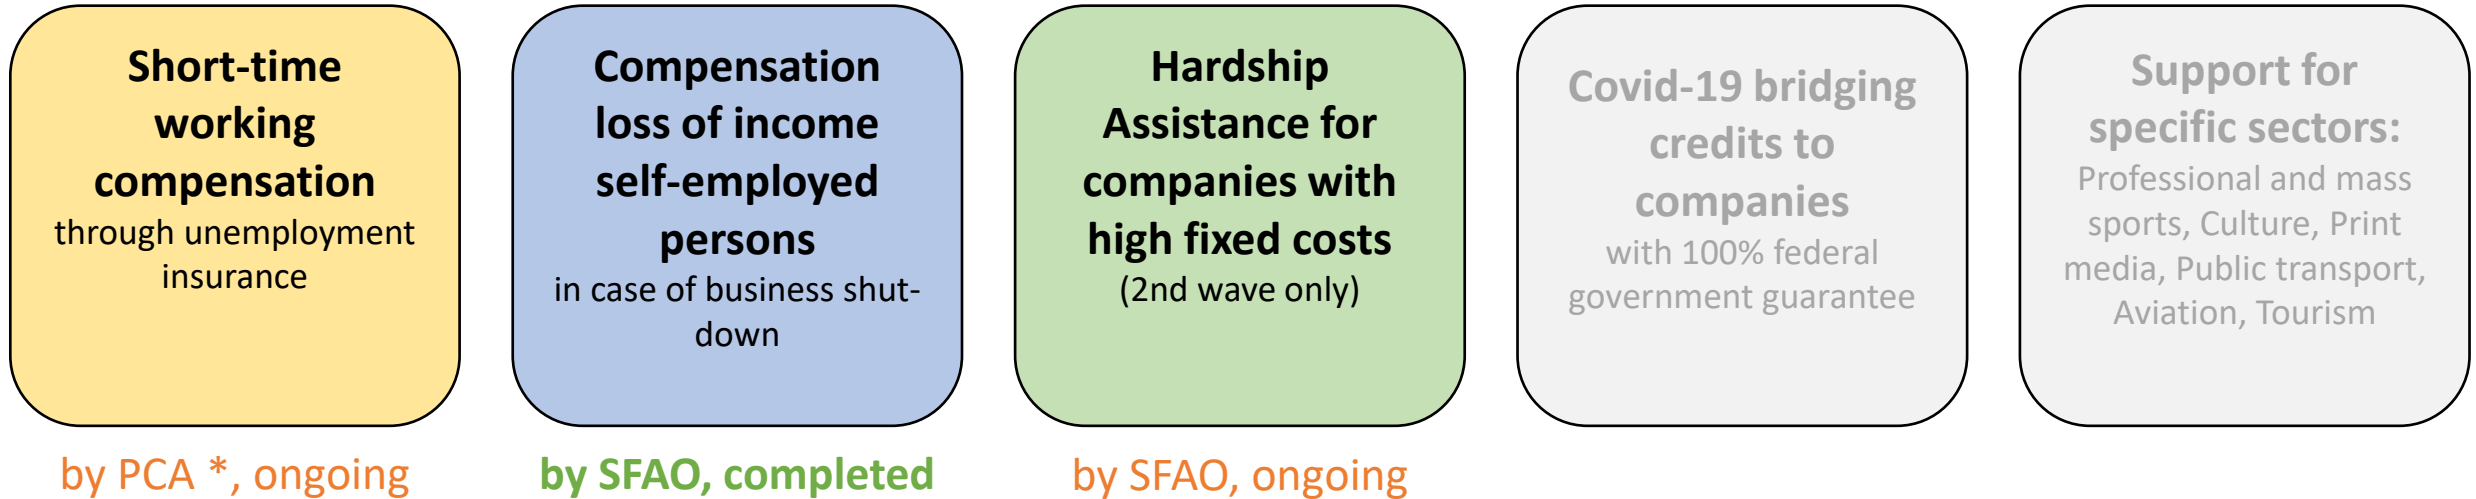 Short-time
working
compensation
through unemployment
insurance
Compensation
loss of income
self-employed
persons
in case of business shut-
down
Hardship
Assistance for
companies with
high fixed costs
(2nd wave only)
Covid-19 bridging
credits to
companies
with 100% federal
government guarantee
Support for
specific sectors:
Professional and mass
sports, Culture, Print
media, Public transport,
Aviation, Tourism
by PCA *, ongoing
by SFAO, completed
by SFAO, ongoing